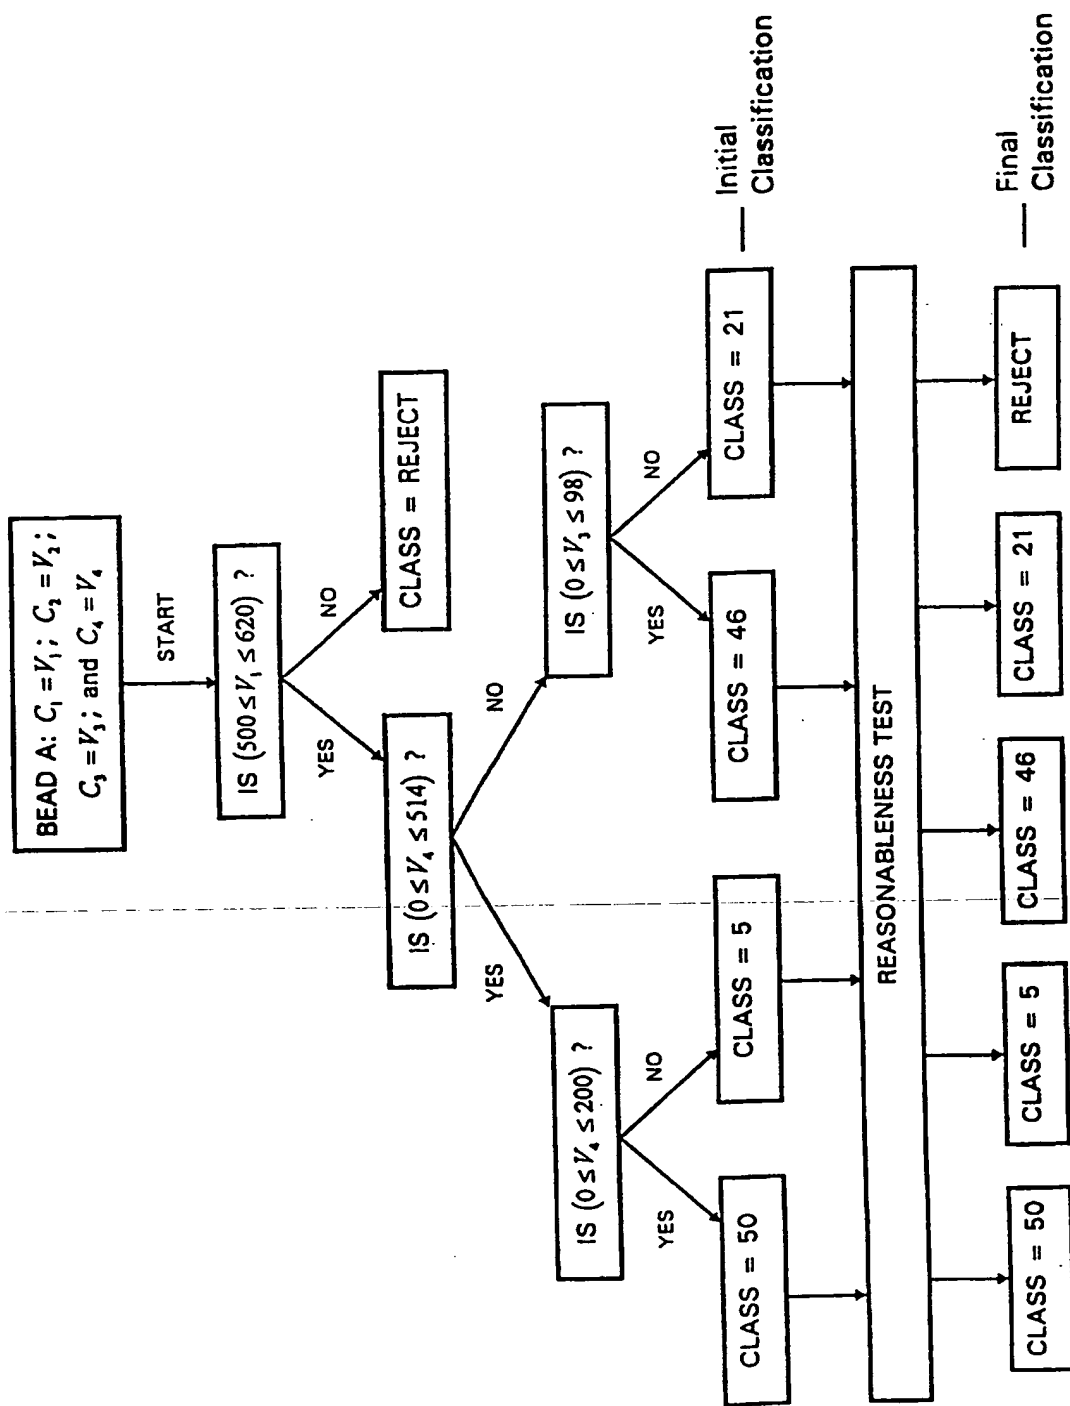 BEAD A: C₁ = V₁; C₂ = V₂;
C₃ = V₃; and C₄ = V₄
START
IS (500 ≤ V₁ ≤ 620) ?
YES
NO
IS (0 ≤ V₄ ≤ 514) ?
CLASS = REJECT
YES
NO
IS (0 ≤ V₄ ≤ 200) ?
IS (0 ≤ V₃ ≤ 98) ?
YES
NO
YES
NO
CLASS = 50
CLASS = 5
CLASS = 46
CLASS = 21
Initial
Classification
REASONABLENESS TEST
CLASS = 50
CLASS = 5
CLASS = 46
CLASS = 21
REJECT
Final
Classification